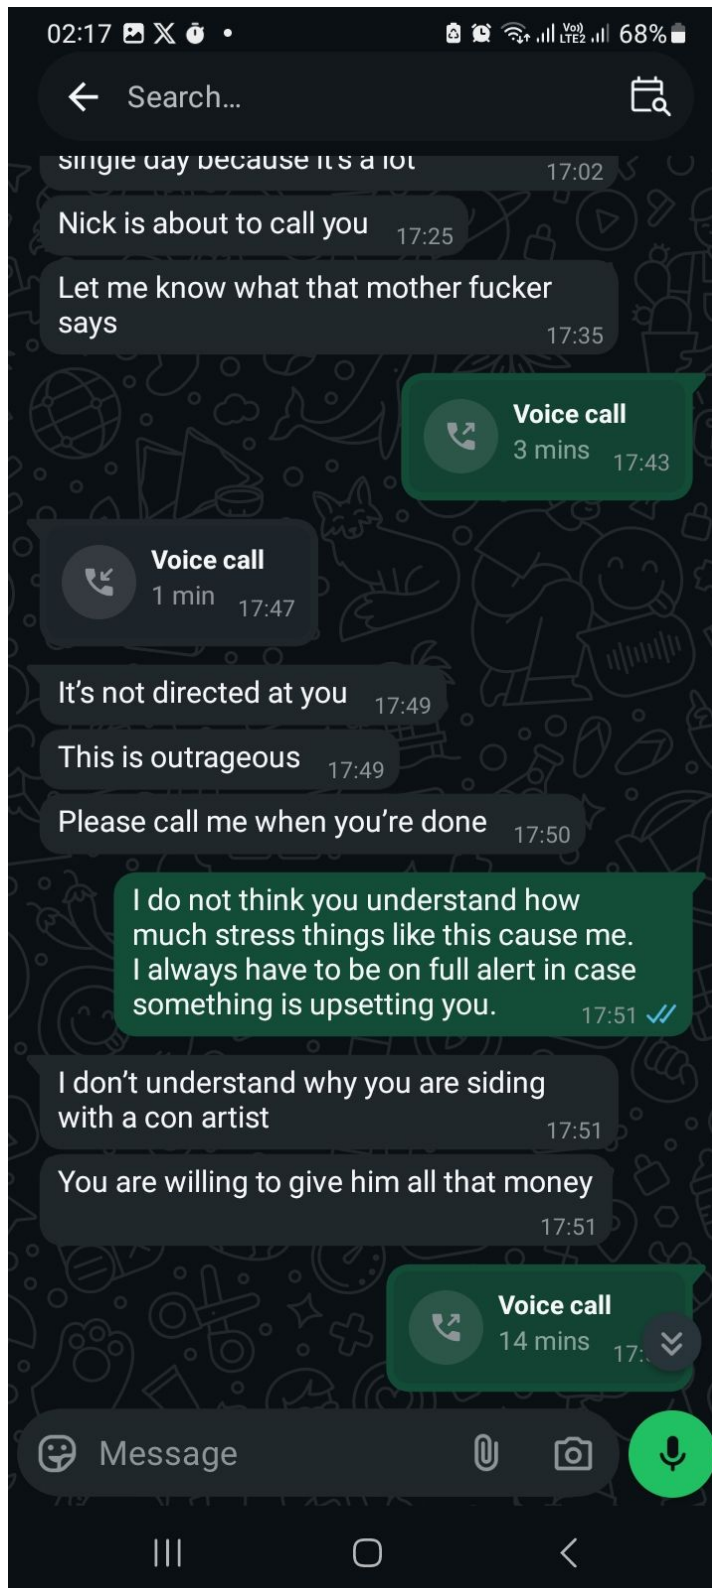 02:17
Vo))
LTE2
68%
Search...
single day because it's a lot
17:02
Nick is about to call you 17:25
Let me know what that mother fucker
says
17:35
Voice call
3 mins 17:43
Voice call
1 min 17:47
It's not directed at you 17:49
This is outrageous 17:49
Please call me when you're done 17:50
I do not think you understand how
much stress things like this cause me.
I always have to be on full alert in case
something is upsetting you. 17:51
I don't understand why you are siding
with a con artist
17:51
You are willing to give him all that money
17:51
Voice call
14 mins 17:
Message